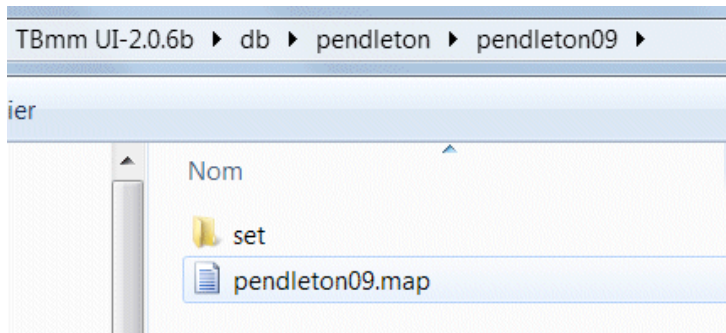 TBmm UI-2.0.6b ▸ db ▸ pendleton ▸ pendleton09 ▸
ier
Nom
set
pendleton09.map